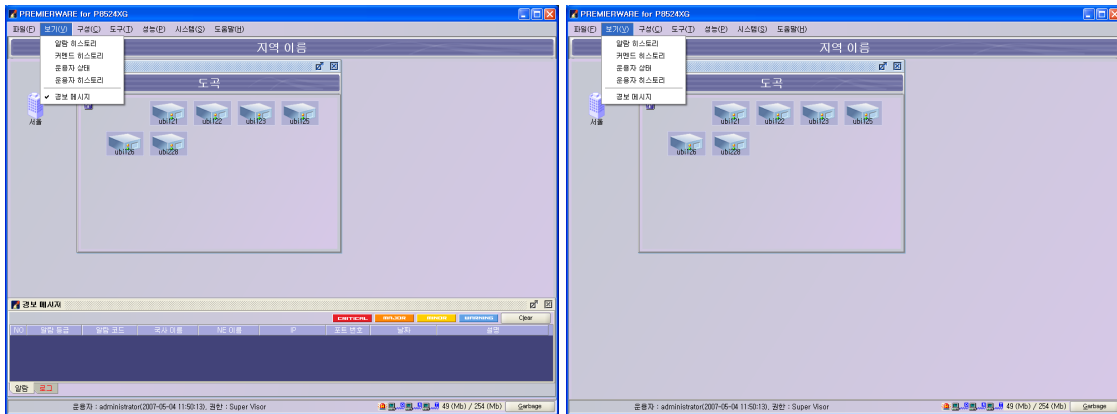 PREMIERWARE for P8524XG
파일(F) 보기(V) 구성(C) 도구(T) 성능(P) 시스템(S) 도움말(H)
지역 이름
알람 히스토리
커맨드 히스토리
운용자 상태
운용자 히스토리
✓ 경보 메시지
도곡
서울
ubi121 ubi122 ubi123 ubi125
ubi126 ubi228
경보 메시지
CRITICAL MAJOR MINOR WARNING Clear
NO 알람 등급 알람 코드 국사 이름 NE 이름 IP 포트 번호 날짜 설명
알람 로그
운용자 : administrator(2007-05-04 11:50:13), 권한 : Super Visor
49 (Mb) / 254 (Mb) Garbage
PREMIERWARE for P8524XG
파일(F) 보기(V) 구성(C) 도구(T) 성능(P) 시스템(S) 도움말(H)
지역 이름
알람 히스토리
커맨드 히스토리
운용자 상태
운용자 히스토리
경보 메시지
도곡
서울
ubi121 ubi122 ubi123 ubi125
ubi126 ubi228
운용자 : administrator(2007-05-04 11:50:13), 권한 : Super Visor
49 (Mb) / 254 (Mb) Garbage